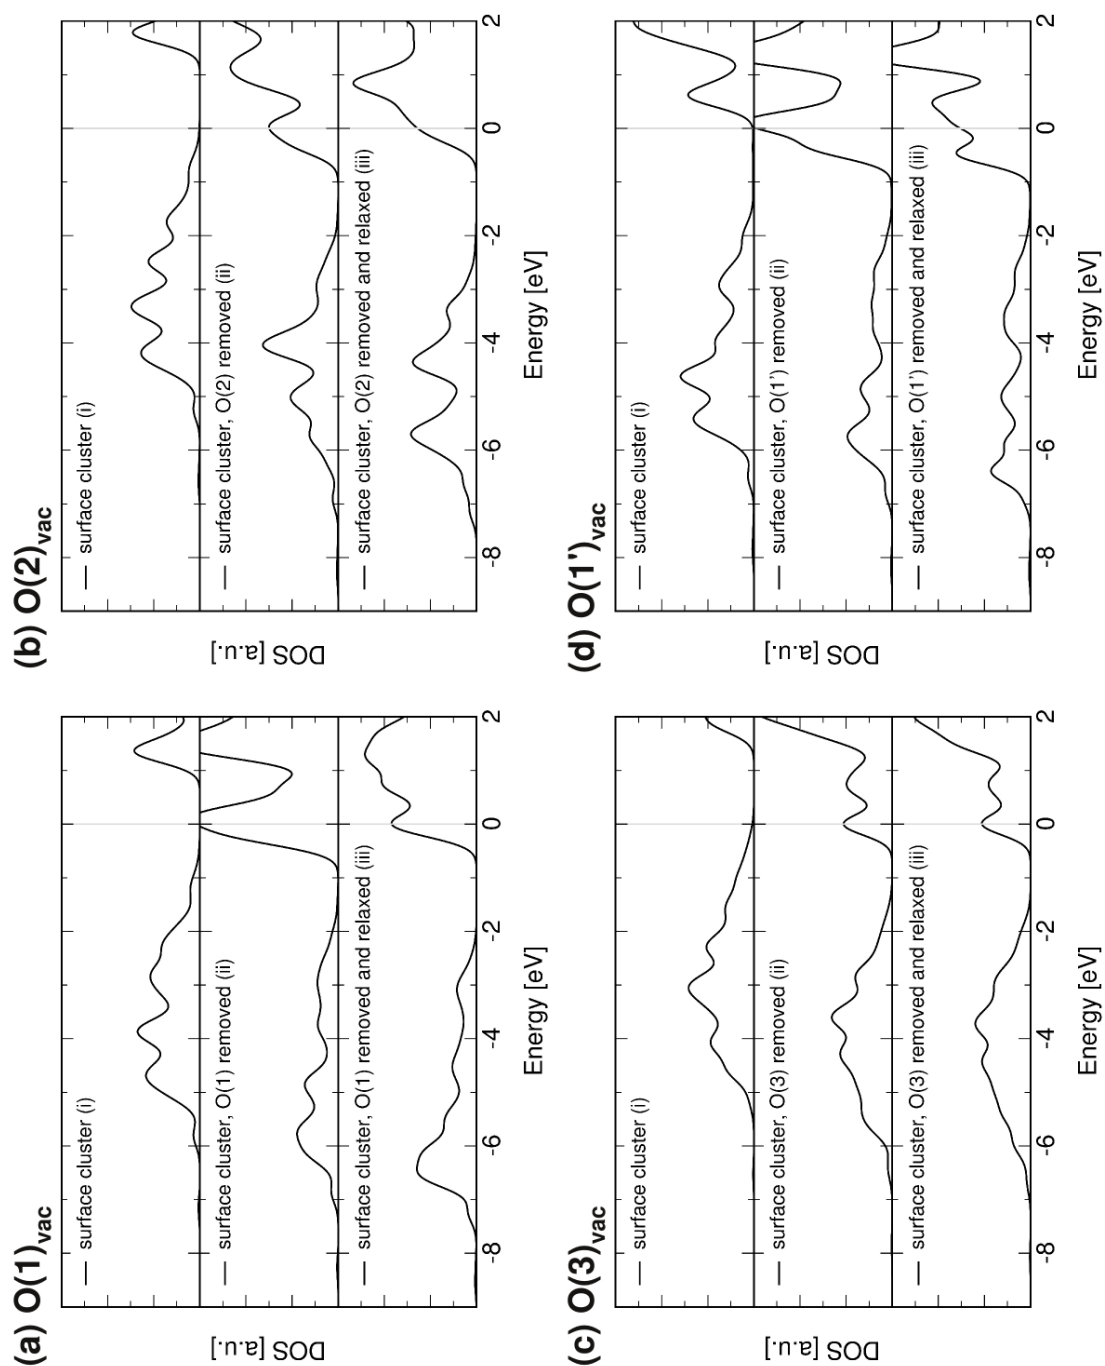 (a) O(1)vac
DOS [a.u.]
surface cluster (i)
surface cluster, O(1) removed (ii)
surface cluster, O(1) removed and relaxed (iii)
-8 -6 -4 -2 0 2
Energy [eV]
(b) O(2)vac
DOS [a.u.]
surface cluster (i)
surface cluster, O(2) removed (ii)
surface cluster, O(2) removed and relaxed (iii)
-8 -6 -4 -2 0 2
Energy [eV]
(c) O(3)vac
DOS [a.u.]
surface cluster (i)
surface cluster, O(3) removed (ii)
surface cluster, O(3) removed and relaxed (iii)
-8 -6 -4 -2 0 2
Energy [eV]
(d) O(1')vac
DOS [a.u.]
surface cluster (i)
surface cluster, O(1') removed (ii)
surface cluster, O(1') removed and relaxed (iii)
-8 -6 -4 -2 0 2
Energy [eV]